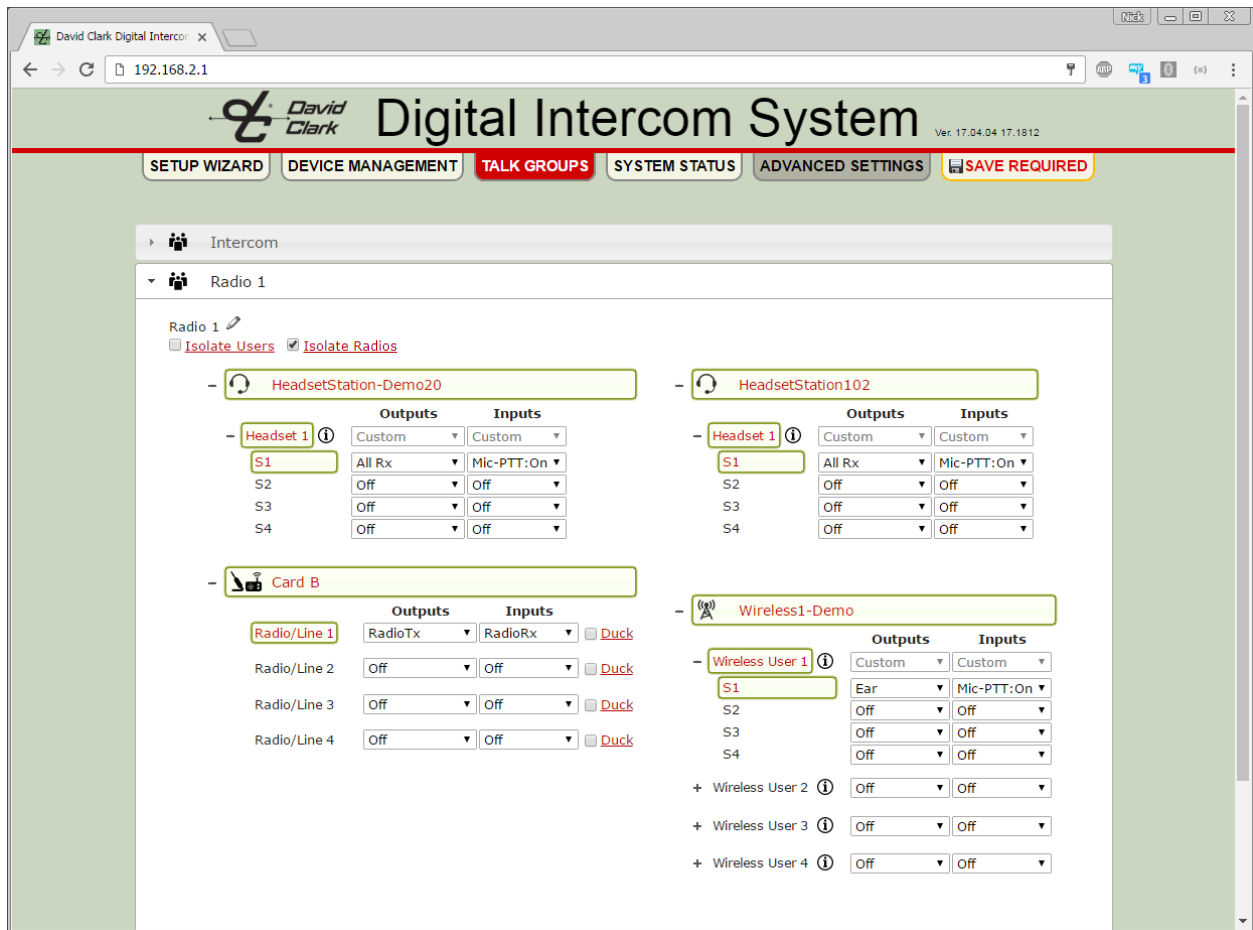 Nick
David Clark Digital Intercor
192.168.2.1
ABP
3
David Clark
Digital Intercom System
Ver. 17.04.04 17.1812
SETUP WIZARD DEVICE MANAGEMENT TALK GROUPS SYSTEM STATUS ADVANCED SETTINGS SAVE REQUIRED
Intercom
Radio 1
Radio 1
Isolate Users Isolate Radios
HeadsetStation-Demo20
Outputs Inputs
Headset 1 Custom Custom
S1 All Rx Mic-PTT:On
S2 Off Off
S3 Off Off
S4 Off Off
HeadsetStation102
Outputs Inputs
Headset 1 Custom Custom
S1 All Rx Mic-PTT:On
S2 Off Off
S3 Off Off
S4 Off Off
Card B
Outputs Inputs
Radio/Line 1 RadioTx RadioRx Duck
Radio/Line 2 Off Off Duck
Radio/Line 3 Off Off Duck
Radio/Line 4 Off Off Duck
Wireless1-Demo
Outputs Inputs
Wireless User 1 Custom Custom
S1 Ear Mic-PTT:On
S2 Off Off
S3 Off Off
S4 Off Off
Wireless User 2 Off Off
Wireless User 3 Off Off
Wireless User 4 Off Off